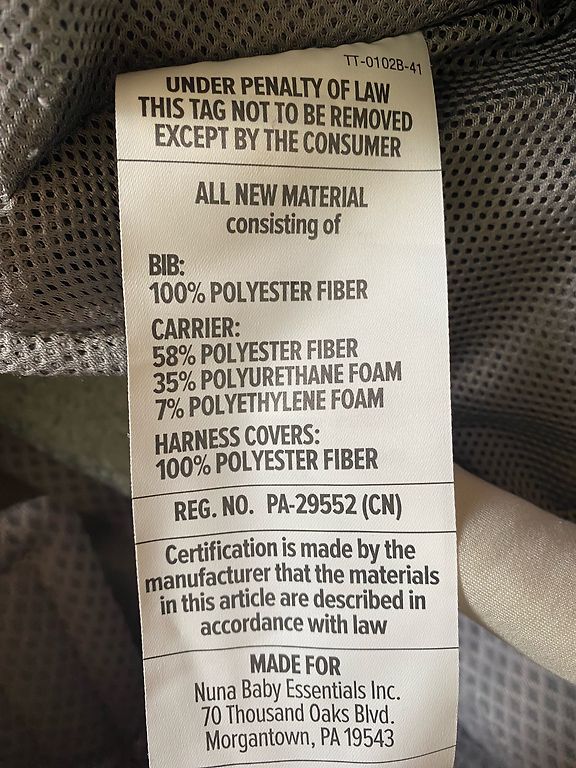 TT-0102B-41
UNDER PENALTY OF LAW
THIS TAG NOT TO BE REMOVED
EXCEPT BY THE CONSUMER
ALL NEW MATERIAL
consisting of
BIB:
100% POLYESTER FIBER
CARRIER:
58% POLYESTER FIBER
35% POLYURETHANE FOAM
7% POLYETHYLENE FOAM
HARNESS COVERS:
100% POLYESTER FIBER
REG. NO. PA-29552 (CN)
Certification is made by the
manufacturer that the materials
in this article are described in
accordance with law
MADE FOR
Nuna Baby Essentials Inc.
70 Thousand Oaks Blvd.
Morgantown, PA 19543